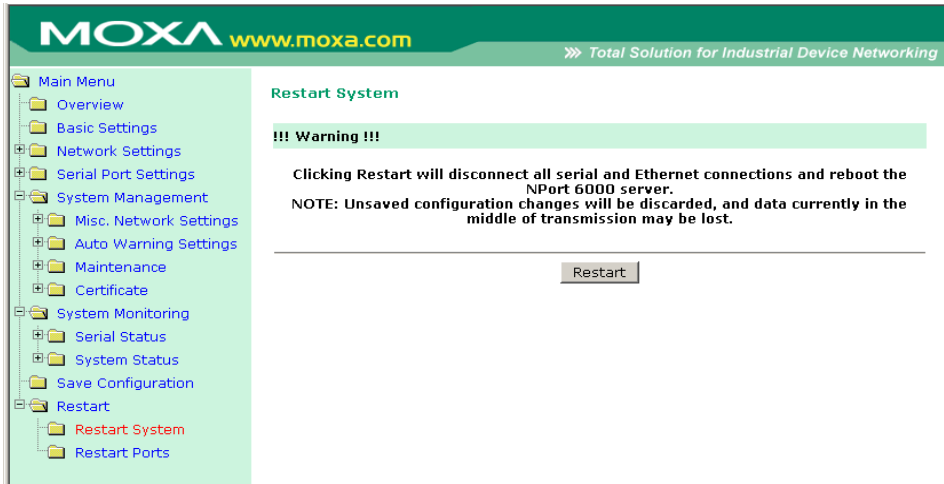 MOXA www.moxa.com
Total Solution for Industrial Device Networking
Main Menu
Overview
Basic Settings
Network Settings
Serial Port Settings
System Management
Misc. Network Settings
Auto Warning Settings
Maintenance
Certificate
System Monitoring
Serial Status
System Status
Save Configuration
Restart
Restart System
Restart Ports
Restart System
!!! Warning !!!
Clicking Restart will disconnect all serial and Ethernet connections and reboot the
NPort 6000 server.
NOTE: Unsaved configuration changes will be discarded, and data currently in the
middle of transmission may be lost.
Restart